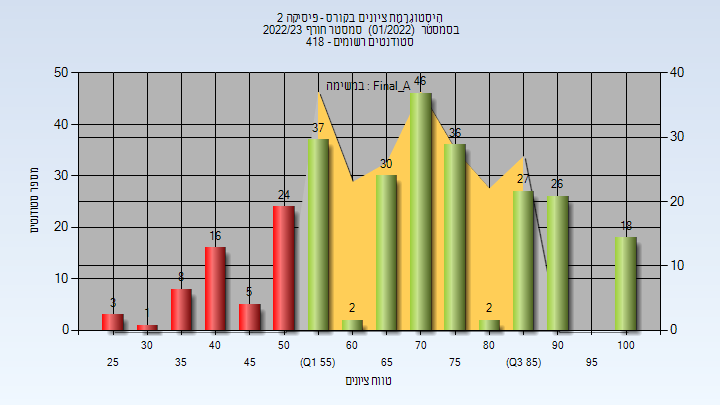 היסטוגרמת ציונים בקורס - פיסיקה 2
בסמסטר (01/2022) סמסטר חורף 2022/23
סטודנטים רשומים - 418
במשימה : Final_A
50 40 30 20 10 0
40 30 20 10 0
מספר סטודנטים
3 1 8 16 5 24 37 2 30 46 36 2 27 26 18
30 40 50 60 70 80 90 100
25 35 45 (Q1 55) 65 75 (Q3 85) 95
טווח ציונים